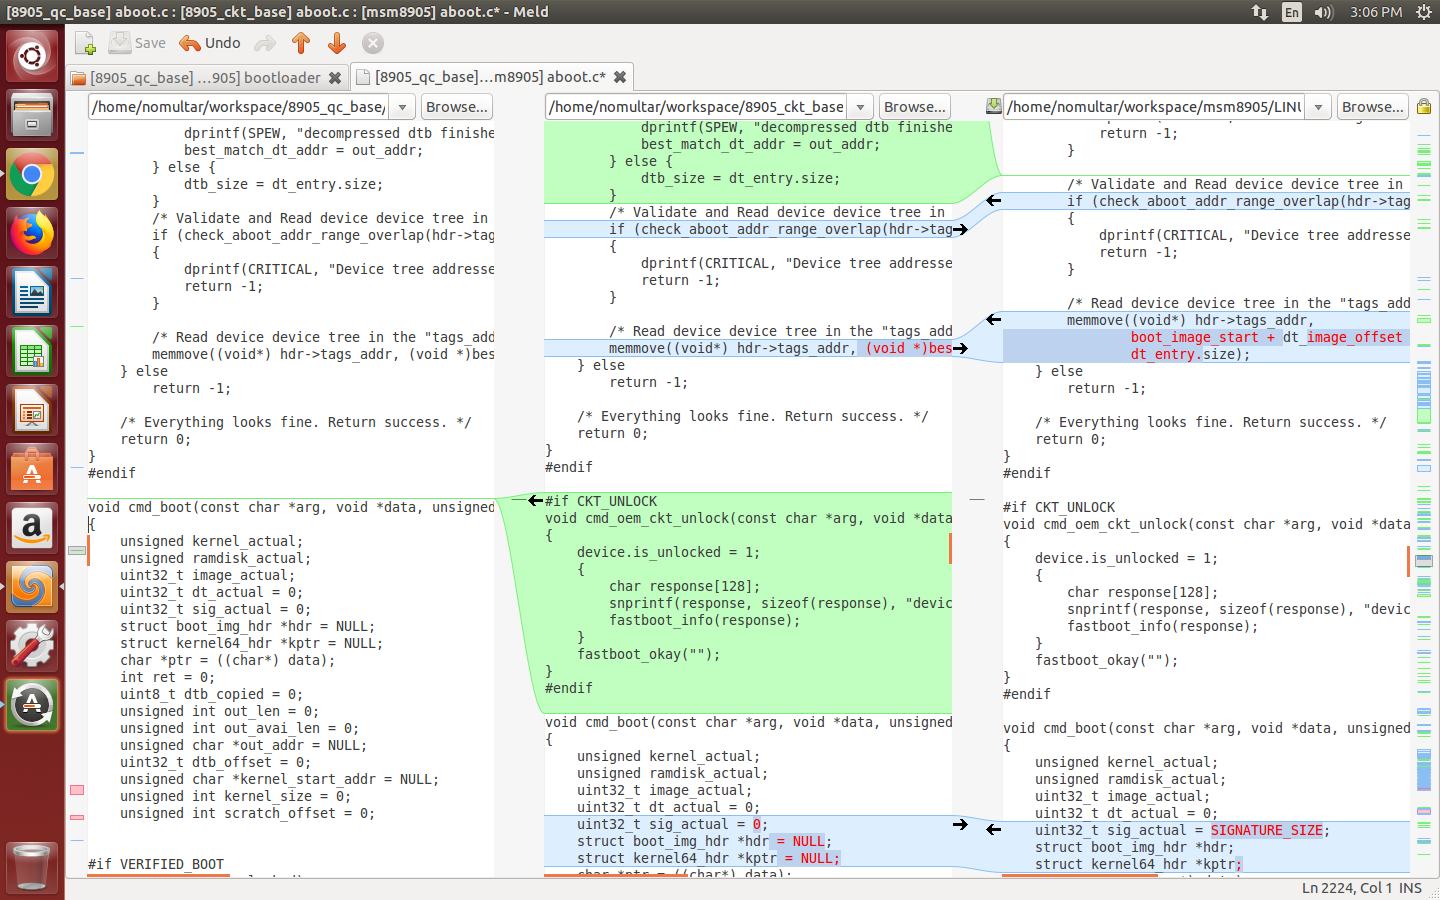 [8905_qc_base] aboot.c : [8905_ckt_base] aboot.c : [msm8905] aboot.c* - Meld
En
3:06 PM
Save
Undo
[8905_qc_base] ...905] bootloader
[8905_qc_base]...m8905] aboot.c*
/home/nomultar/workspace/8905_qc_base/
Browse...
/home/nomultar/workspace/8905_ckt_base
Browse...
/home/nomultar/workspace/msm8905/LINU
Browse...
dprintf(SPEW, "decompressed dtb finishe
best_match_dt_addr = out_addr;
} else {
dtb_size = dt_entry.size;
}
/* Validate and Read device device tree in
if (check_aboot_addr_range_overlap(hdr->tag
{
dprintf(CRITICAL, "Device tree addresse
return -1;
}
/* Read device device tree in the "tags_add
memmove((void*) hdr->tags_addr, (void *)bes
} else
return -1;
/* Everything looks fine. Return success. */
return 0;
}
#endif
void cmd_boot(const char *arg, void *data, unsigned
{
unsigned kernel_actual;
unsigned ramdisk_actual;
uint32_t image_actual;
uint32_t dt_actual = 0;
uint32_t sig_actual = 0;
struct boot_img_hdr *hdr = NULL;
struct kernel64_hdr *kptr = NULL;
char *ptr = ((char*) data);
int ret = 0;
uint8_t dtb_copied = 0;
unsigned int out_len = 0;
unsigned int out_avai_len = 0;
unsigned char *out_addr = NULL;
uint32_t dtb_offset = 0;
unsigned char *kernel_start_addr = NULL;
unsigned int kernel_size = 0;
unsigned int scratch_offset = 0;
#if VERIFIED_BOOT
dprintf(SPEW, "decompressed dtb finishe
best_match_dt_addr = out_addr;
} else {
dtb_size = dt_entry.size;
}
/* Validate and Read device device tree in
if (check_aboot_addr_range_overlap(hdr->tag
{
dprintf(CRITICAL, "Device tree addresse
return -1;
}
/* Read device device tree in the "tags_add
memmove((void*) hdr->tags_addr, (void *)bes
} else
return -1;
/* Everything looks fine. Return success. */
return 0;
}
#endif
#if CKT_UNLOCK
void cmd_oem_ckt_unlock(const char *arg, void *data
{
device.is_unlocked = 1;
{
char response[128];
snprintf(response, sizeof(response), "devic
fastboot_info(response);
}
fastboot_okay("");
}
#endif
void cmd_boot(const char *arg, void *data, unsigned
{
unsigned kernel_actual;
unsigned ramdisk_actual;
uint32_t image_actual;
uint32_t dt_actual = 0;
uint32_t sig_actual = 0;
struct boot_img_hdr *hdr = NULL;
struct kernel64_hdr *kptr = NULL;
char *ptr = ((char*) data);
return -1;
}
/* Validate and Read device device tree in
if (check_aboot_addr_range_overlap(hdr->tag
{
dprintf(CRITICAL, "Device tree addresse
return -1;
}
/* Read device device tree in the "tags_add
memmove((void*) hdr->tags_addr,
boot_image_start + dt_image_offset
dt_entry.size);
} else
return -1;
/* Everything looks fine. Return success. */
return 0;
}
#endif
#if CKT_UNLOCK
void cmd_oem_ckt_unlock(const char *arg, void *data
{
device.is_unlocked = 1;
{
char response[128];
snprintf(response, sizeof(response), "devic
fastboot_info(response);
}
fastboot_okay("");
}
#endif
void cmd_boot(const char *arg, void *data, unsigned
{
unsigned kernel_actual;
unsigned ramdisk_actual;
uint32_t image_actual;
uint32_t dt_actual = 0;
uint32_t sig_actual = SIGNATURE_SIZE;
struct boot_img_hdr *hdr;
struct kernel64_hdr *kptr;
Ln 2224, Col 1 INS